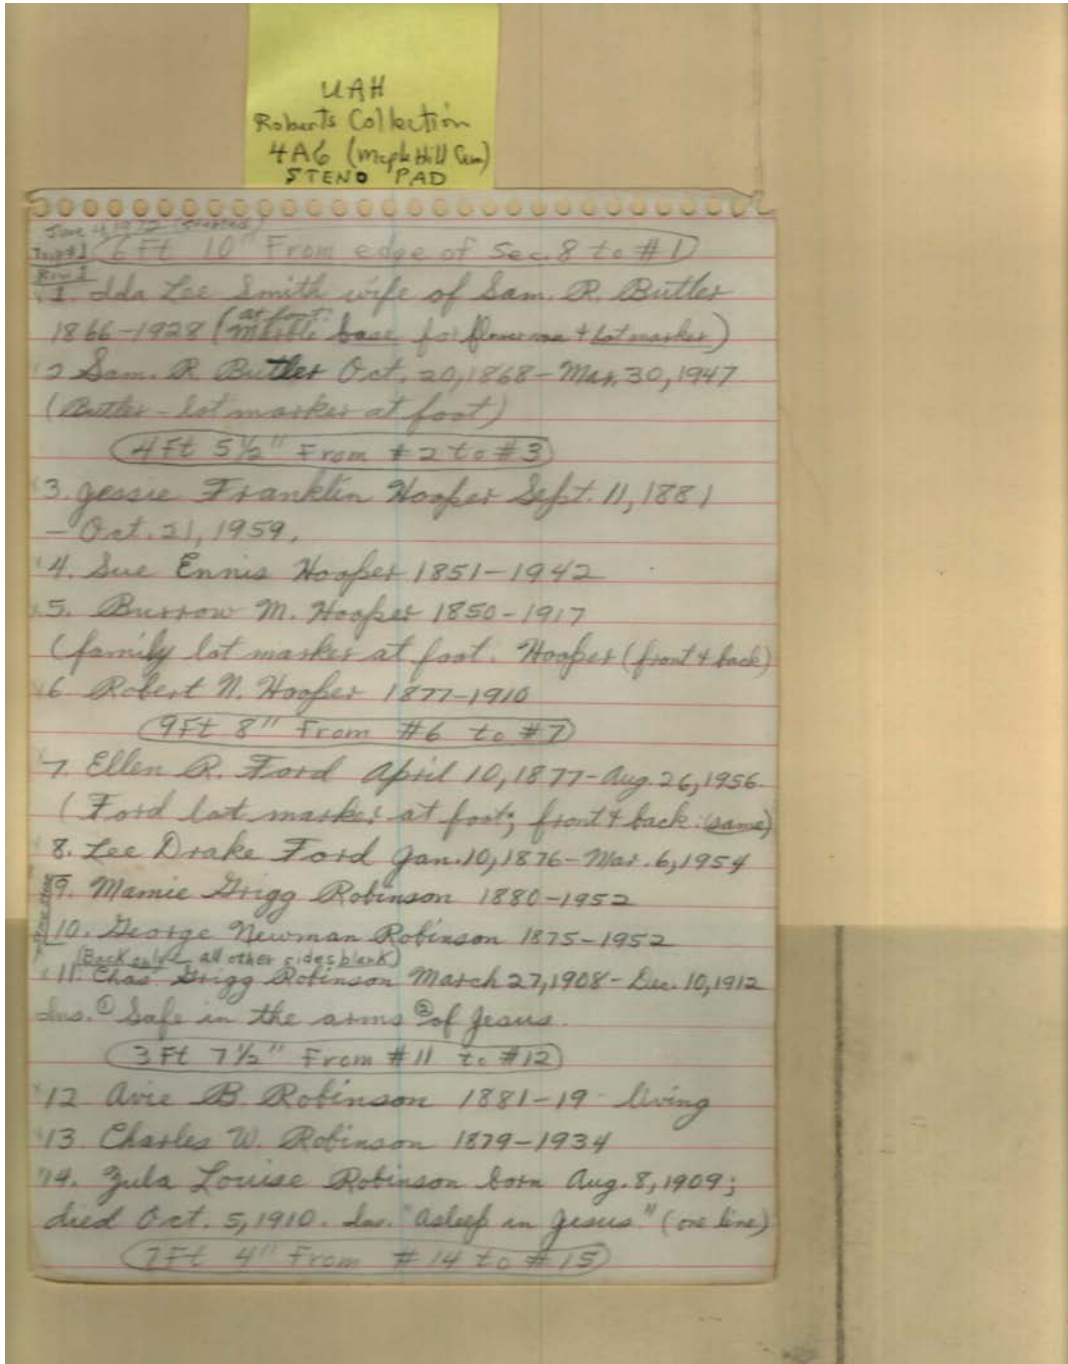 UAH
Roberts Collection
4A6 (Maple Hill Cem)
STENO PAD
June 4, 1972 (started)
6 Ft 10" From edge of Sec. 8 to #1
Row 1
1. Ida Lee Smith wife of Sam. R. Butler
at foot:
1866-1928 (Marble base for flower + Lot marker)
2 Sam. R Butler Oct. 20, 1868 - Mar. 30, 1947
(Butler - lot marker at foot)
4 Ft 5½" From #2 to #3
3. Jessie Franklin Hooper Sept. 11, 1881
- Oct. 21, 1959.
4. Sue Ennis Hooper 1851-1942
5. Burrow M. Hooper 1850-1917
(family lot marker at foot. Hooper (front + back)
6 Robert N. Hooper 1877-1910
9 Ft 8" From #6 to #7
7. Ellen R. Ford April 10, 1877 - Aug. 26, 1956.
(Ford lot marker at foot; front + back same)
8. Lee Drake Ford Jan. 10, 1876 - Mar. 6, 1954
9. Mamie Grigg Robinson 1880-1952
10. George Newman Robinson 1875-1952
(Back only - all other sides blank)
11. Chas Grigg Robinson March 27, 1908 - Dec. 10, 1912
Ins. ① Safe in the arms ② of Jesus.
3 Ft 7½" From #11 to #12
12 Avie B Robinson 1881-19 - living
13. Charles W. Robinson 1879-1934
14. Zula Louise Robinson born Aug. 8, 1909;
died Oct. 5, 1910. Ins. "Asleep in Jesus" (one line)
7 Ft 4" From #14 to #15